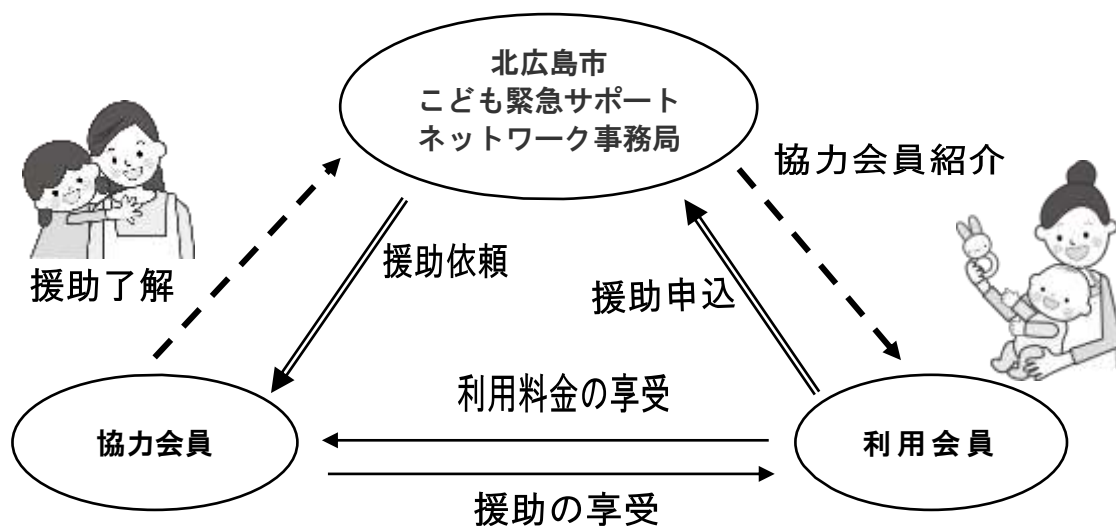 北広島市
こども緊急サポート
ネットワーク事務局
協力会員紹介
援助依頼
援助了解
援助申込
利用料金の享受
協力会員
利用会員
援助の享受